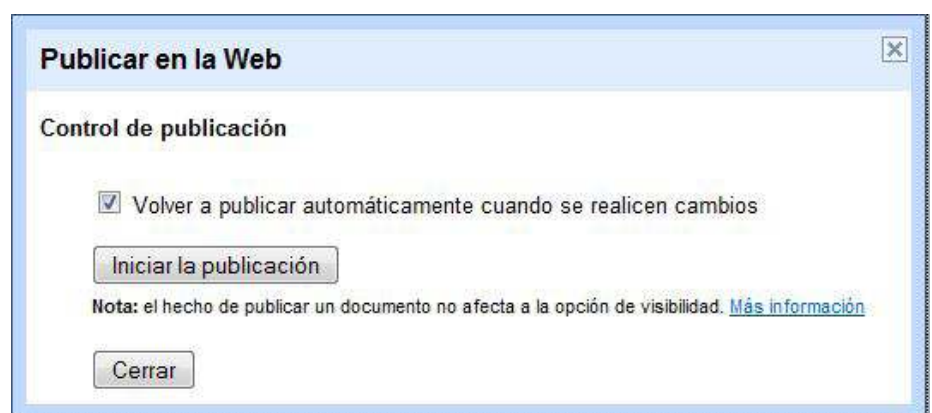 Publicar en la Web
Control de publicación
Volver a publicar automáticamente cuando se realicen cambios
Iniciar la publicación
Nota: el hecho de publicar un documento no afecta a la opción de visibilidad. Más información
Cerrar